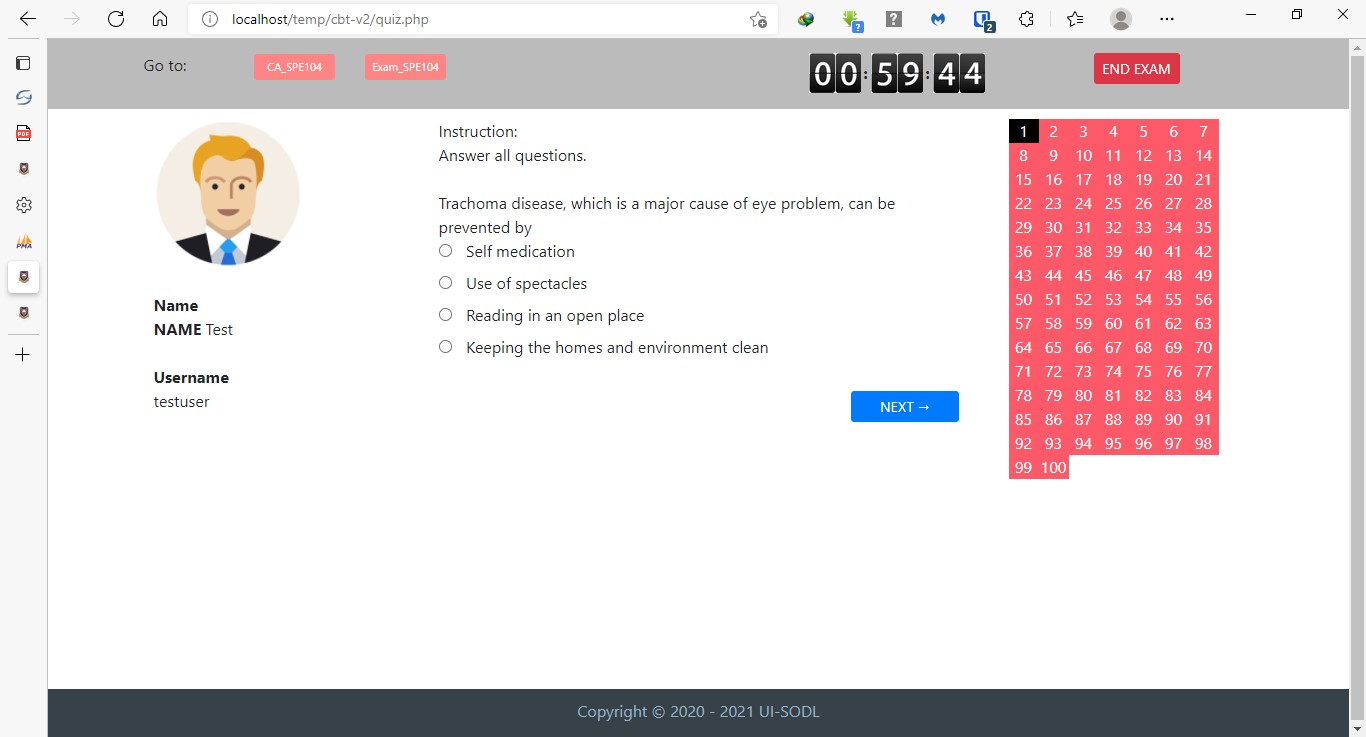 localhost/temp/cbt-v2/quiz.php
Go to:
CA_SPE104
Exam_SPE104
00:59:44
END EXAM
Name
NAME Test
Username
testuser
Instruction:
Answer all questions.
Trachoma disease, which is a major cause of eye problem, can be
prevented by
Self medication
Use of spectacles
Reading in an open place
Keeping the homes and environment clean
NEXT →
1 2 3 4 5 6 7
8 9 10 11 12 13 14
15 16 17 18 19 20 21
22 23 24 25 26 27 28
29 30 31 32 33 34 35
36 37 38 39 40 41 42
43 44 45 46 47 48 49
50 51 52 53 54 55 56
57 58 59 60 61 62 63
64 65 66 67 68 69 70
71 72 73 74 75 76 77
78 79 80 81 82 83 84
85 86 87 88 89 90 91
92 93 94 95 96 97 98
99 100
PDF
PMA
?
?
2
Copyright © 2020 - 2021 UI-SODL